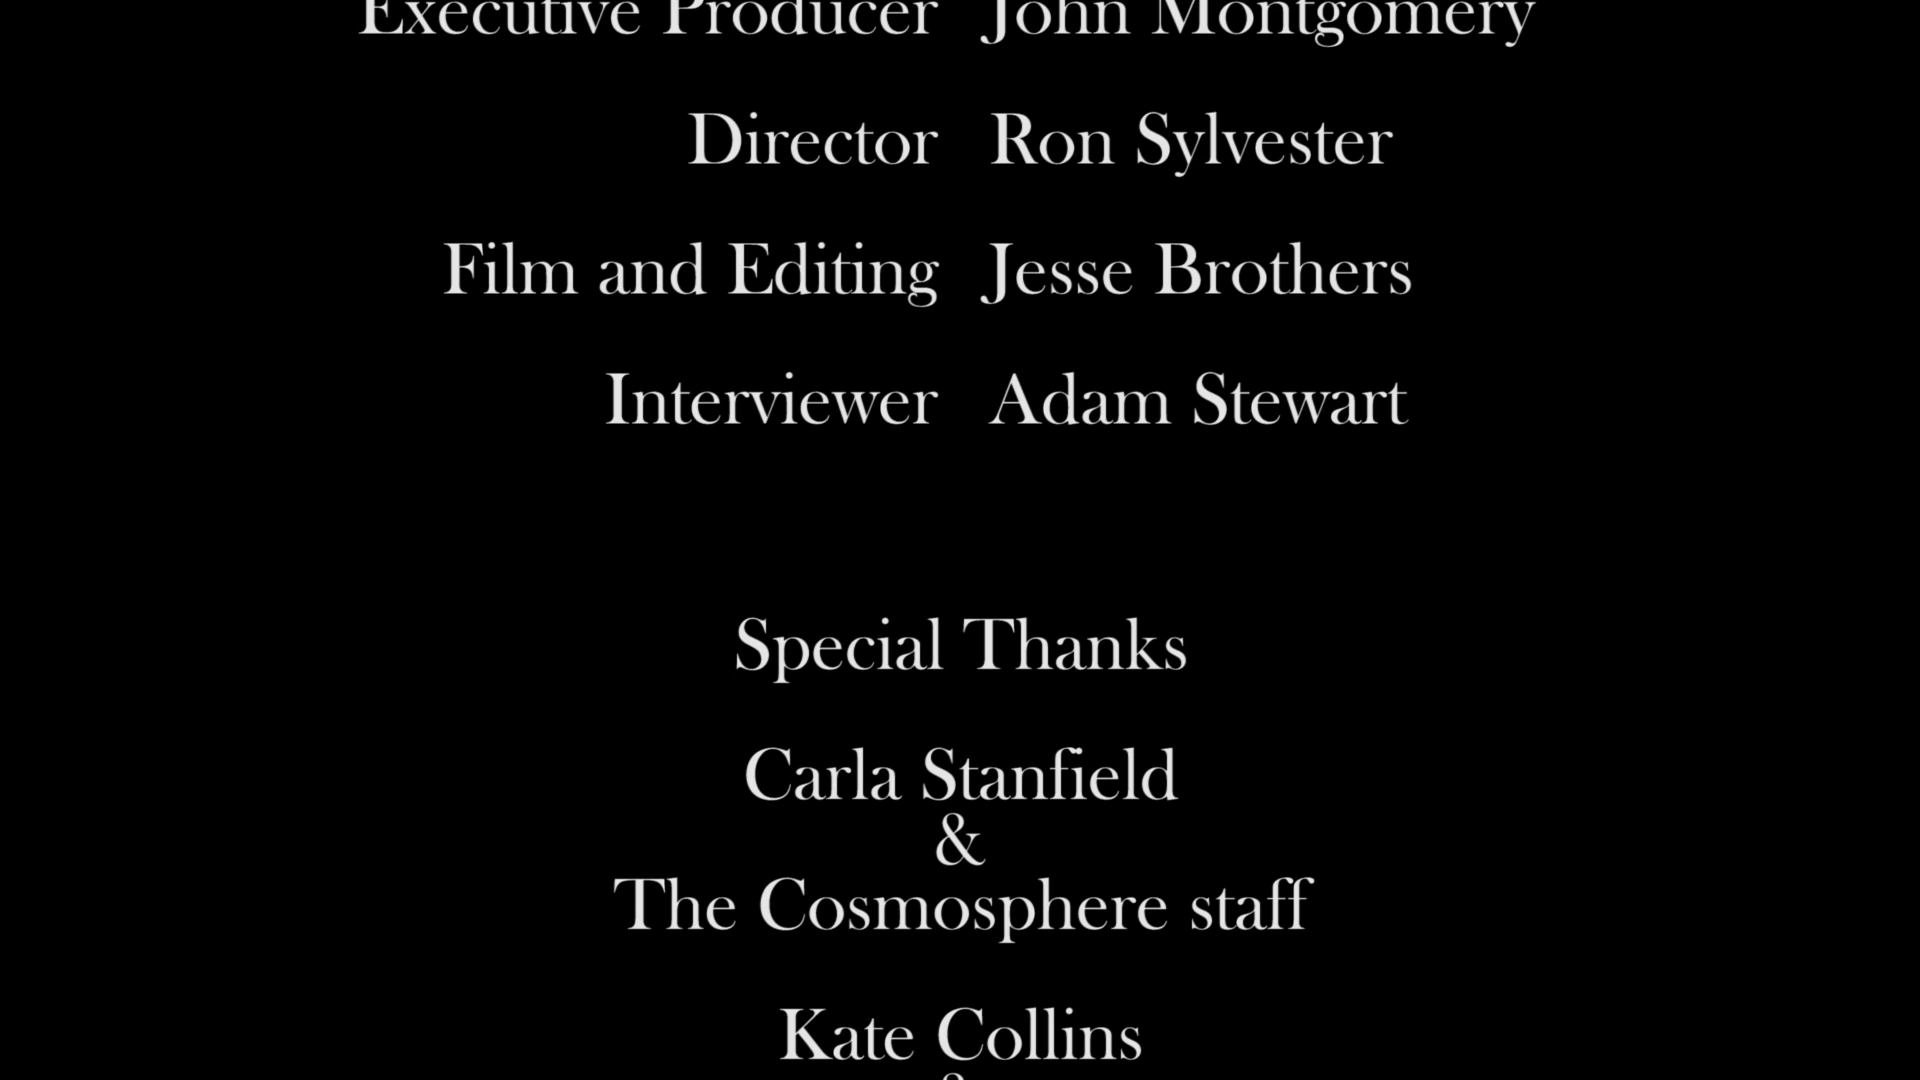 Executive Producer John Montgomery
Director Ron Sylvester
Film and Editing Jesse Brothers
Interviewer Adam Stewart
Special Thanks
Carla Stanfield
&
The Cosmosphere staff
Kate Collins
&